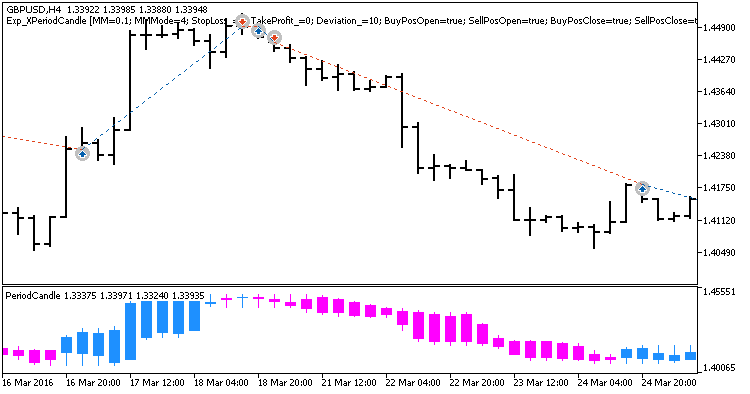 GBPUSD,H4 1.33922 1.33985 1.33880 1.33948
Exp_XPeriodCandle [MM=0.1; MMMode=4; StopLoss_= TakeProfit_=0; Deviation_=10; BuyPosOpen=true; SellPosOpen=true; BuyPosClose=true; SellPosClose=t
1.44900
1.44270
1.43640
1.43010
1.42380
1.41750
1.41120
1.40490
PeriodCandle 1.33375 1.33971 1.33240 1.33935
1.45551
1.40065
16 Mar 2016 16 Mar 20:00 17 Mar 12:00 18 Mar 04:00 18 Mar 20:00 21 Mar 12:00 22 Mar 04:00 22 Mar 20:00 23 Mar 12:00 24 Mar 04:00 24 Mar 20:00